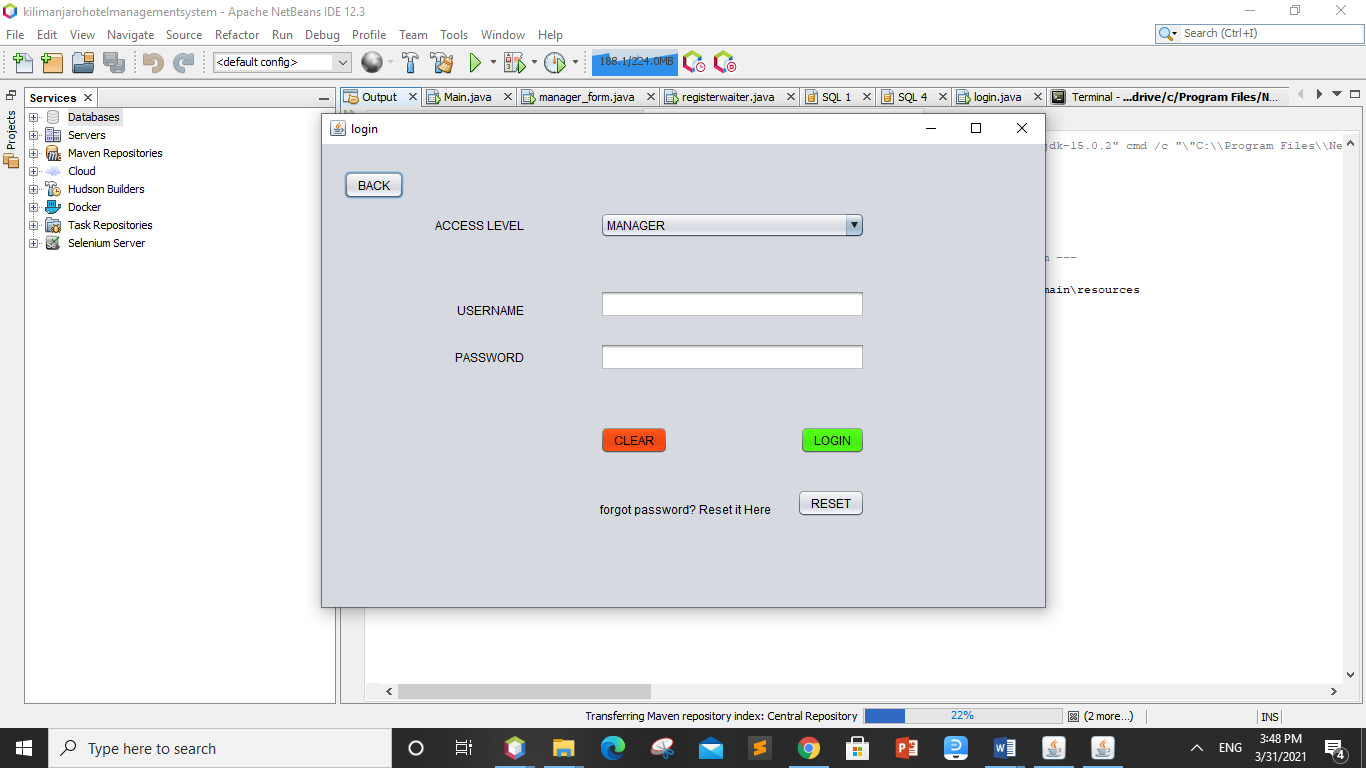 kilimanjarohotelmanagementsystem - Apache NetBeans IDE 12.3
File Edit View Navigate Source Refactor Run Debug Profile Team Tools Window Help
Search (Ctrl+I)
<default config>
188.1/224.0MB
Projects
Services
Output Main.java manager_form.java registerwaiter.java SQL 1 SQL 4 login.java Terminal - ...drive/c/Program Files/N...
Databases
Servers
Maven Repositories
Cloud
Hudson Builders
Docker
Task Repositories
Selenium Server
jdk-15.0.2" cmd /c "\"C:\\Program Files\\Ne
---
main\resources
login
BACK
ACCESS LEVEL MANAGER
USERNAME
PASSWORD
CLEAR LOGIN
forgot password? Reset it Here RESET
Transferring Maven repository index: Central Repository 22% (2 more...) INS
Type here to search
ENG
3:48 PM
3/31/2021
4